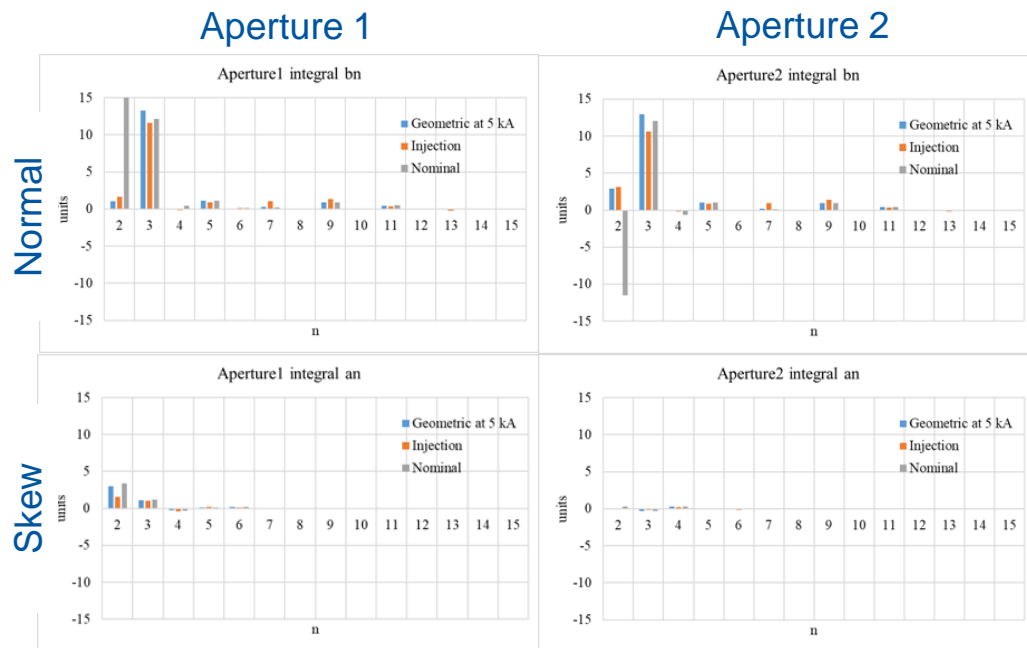 Aperture 1
Aperture 2
Normal
Aperture1 integral bn
15
10
5
0
-5
-10
-15
units
2 3 4 5 6 7 8 9 10 11 12 13 14 15
n
Geometric at 5 kA
Injection
Nominal
Aperture2 integral bn
15
10
5
0
-5
-10
-15
units
2 3 4 5 6 7 8 9 10 11 12 13 14 15
n
Geometric at 5 kA
Injection
Nominal
Skew
Aperture1 integral an
15
10
5
0
-5
-10
-15
units
2 3 4 5 6 7 8 9 10 11 12 13 14 15
n
Geometric at 5 kA
Injection
Nominal
Aperture2 integral an
15
10
5
0
-5
-10
-15
units
2 3 4 5 6 7 8 9 10 11 12 13 14 15
n
Geometric at 5 kA
Injection
Nominal